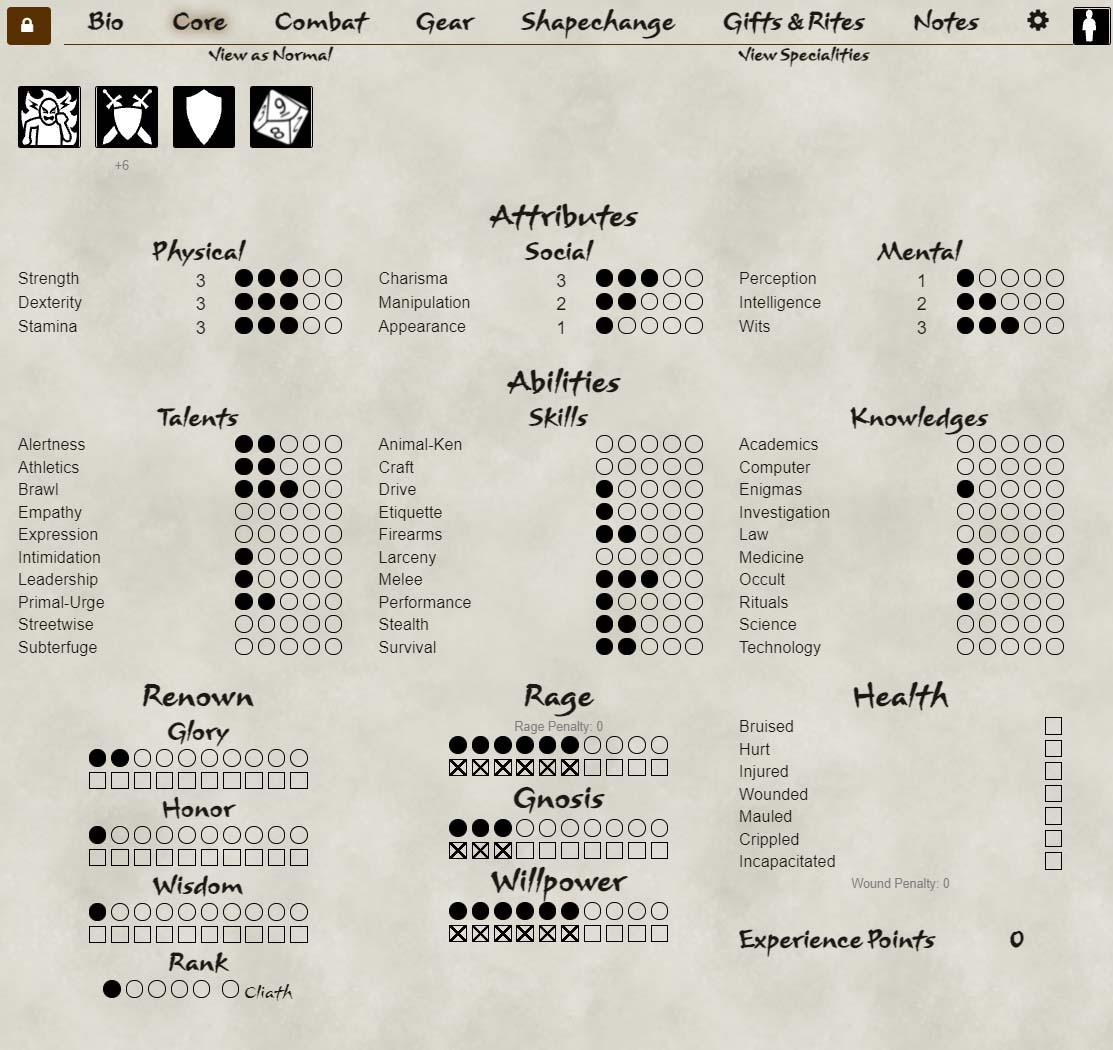 Bio Core Combat Gear Shapechange Gifts & Rites Notes
View as Normal View Specialities
9 8
+6
Attributes
Physical Social Mental
Strength 3 Charisma 3 Perception 1
Dexterity 3 Manipulation 2 Intelligence 2
Stamina 3 Appearance 1 Wits 3
Abilities
Talents Skills Knowledges
Alertness Animal-Ken Academics
Athletics Craft Computer
Brawl Drive Enigmas
Empathy Etiquette Investigation
Expression Firearms Law
Intimidation Larceny Medicine
Leadership Melee Occult
Primal-Urge Performance Rituals
Streetwise Stealth Science
Subterfuge Survival Technology
Renown Rage Health
Rage Penalty: 0 Bruised
Glory
Hurt
Injured
Wounded
Honor Gnosis
Mauled
Crippled
Incapacitated
Wisdom Willpower Wound Penalty: 0
Experience Points 0
Rank
Cliath